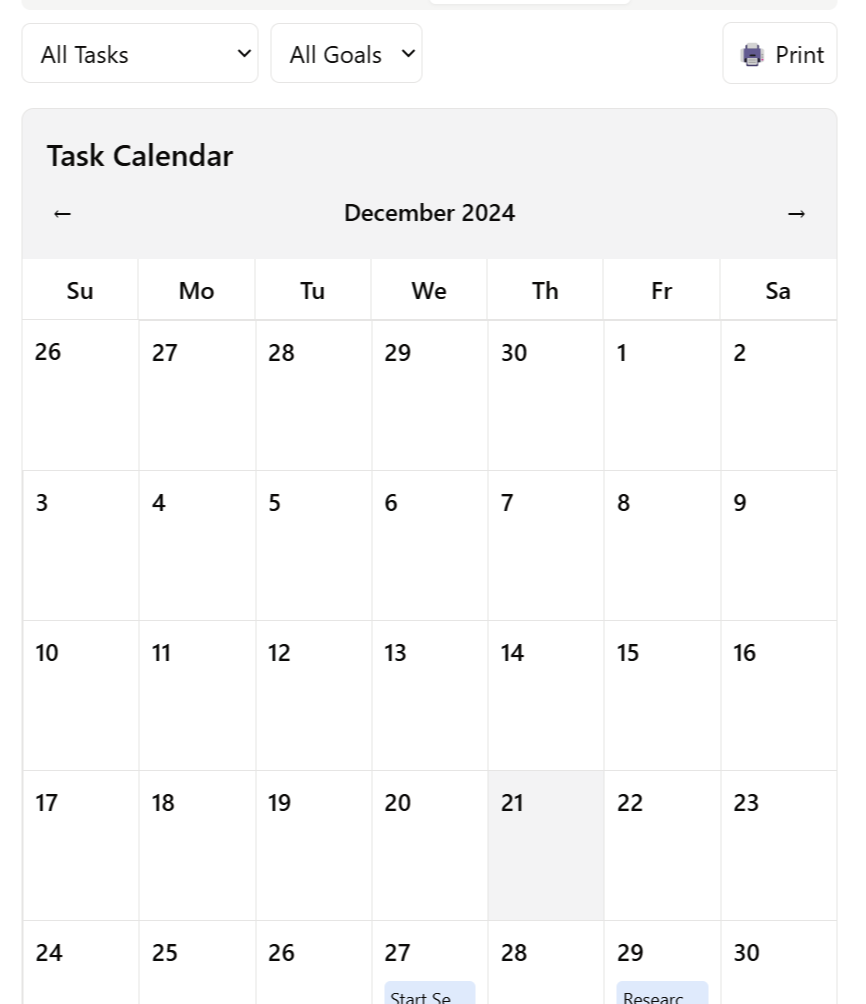 All Tasks All Goals Print
Task Calendar
← December 2024 →
Su Mo Tu We Th Fr Sa
26 27 28 29 30 1 2
3 4 5 6 7 8 9
10 11 12 13 14 15 16
17 18 19 20 21 22 23
24 25 26 27 28 29 30
Start Se Researc